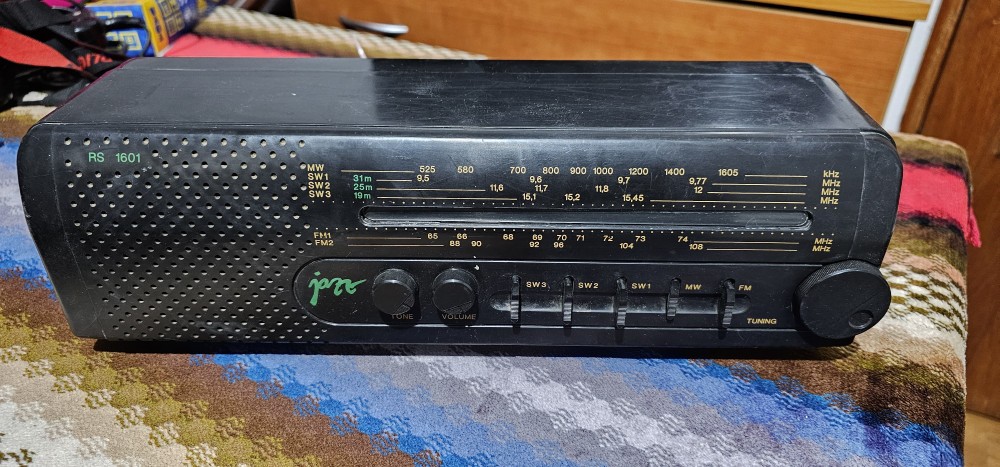 RS 1601
MW 525 580 700 800 900 1000 1200 1400 1605 kHz
SW1 31m 9,5 9,6 9,7 9,77 MHz
SW2 25m 11,6 11,7 11,8 12 MHz
SW3 19m 15,1 15,2 15,45 MHz
FM1 65 66 68 69 70 71 72 73 74 MHz
FM2 88 90 92 96 104 108 MHz
jazz
SW3 SW2 SW1 MW FM
TONE VOLUME TUNING